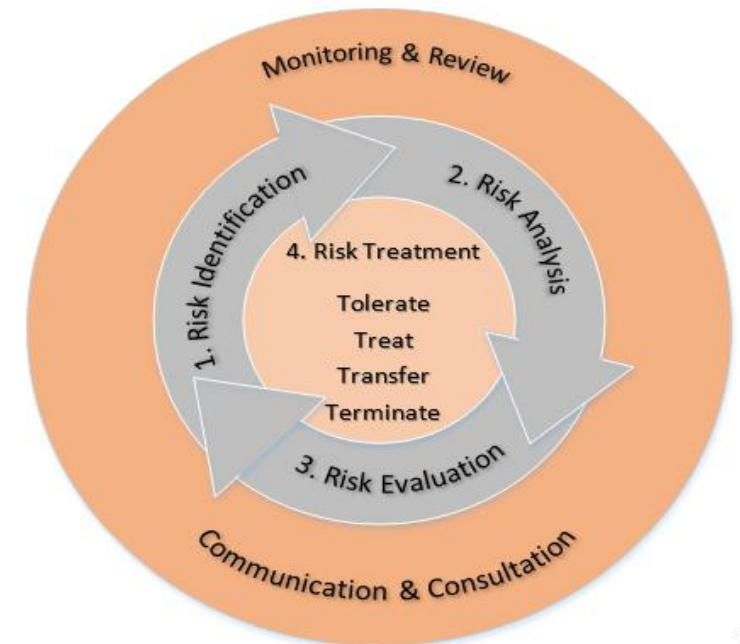 Monitoring & Review
1. Risk Identification
2. Risk Analysis
4. Risk Treatment
Tolerate
Treat
Transfer
Terminate
3. Risk Evaluation
Communication & Consultation